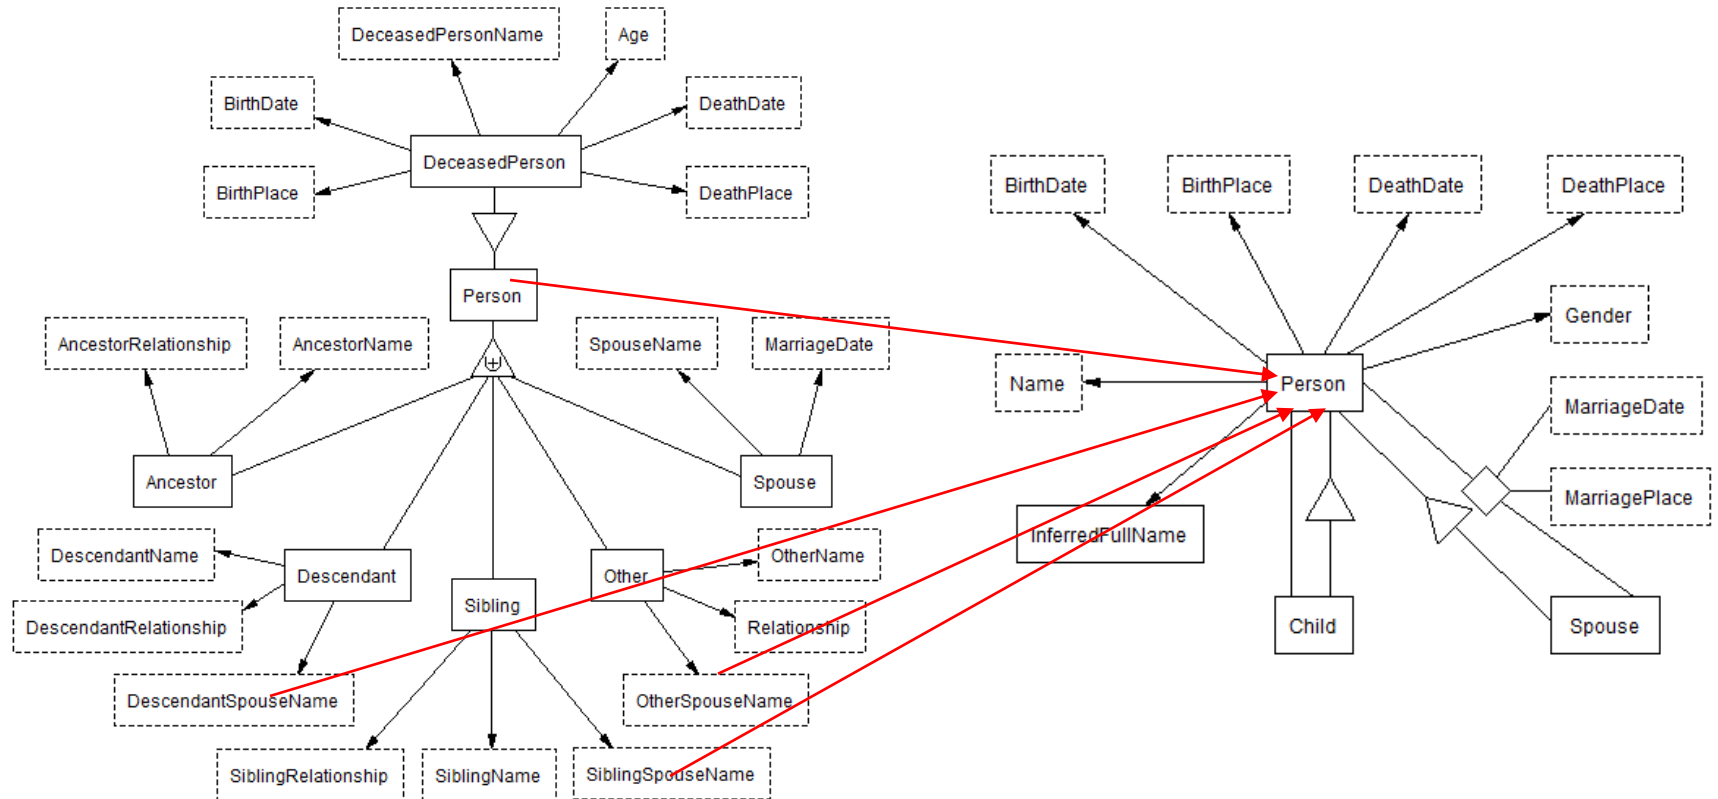 DeceasedPersonName
Age
BirthDate
DeathDate
DeceasedPerson
BirthPlace
DeathPlace
Person
AncestorRelationship
AncestorName
SpouseName
MarriageDate
Ancestor
Spouse
DescendantName
Descendant
Other
OtherName
Sibling
DescendantRelationship
Relationship
DescendantSpouseName
OtherSpouseName
SiblingRelationship
SiblingName
SiblingSpouseName
BirthDate
BirthPlace
DeathDate
DeathPlace
Gender
Name
Person
MarriageDate
MarriagePlace
InferredFullName
Child
Spouse